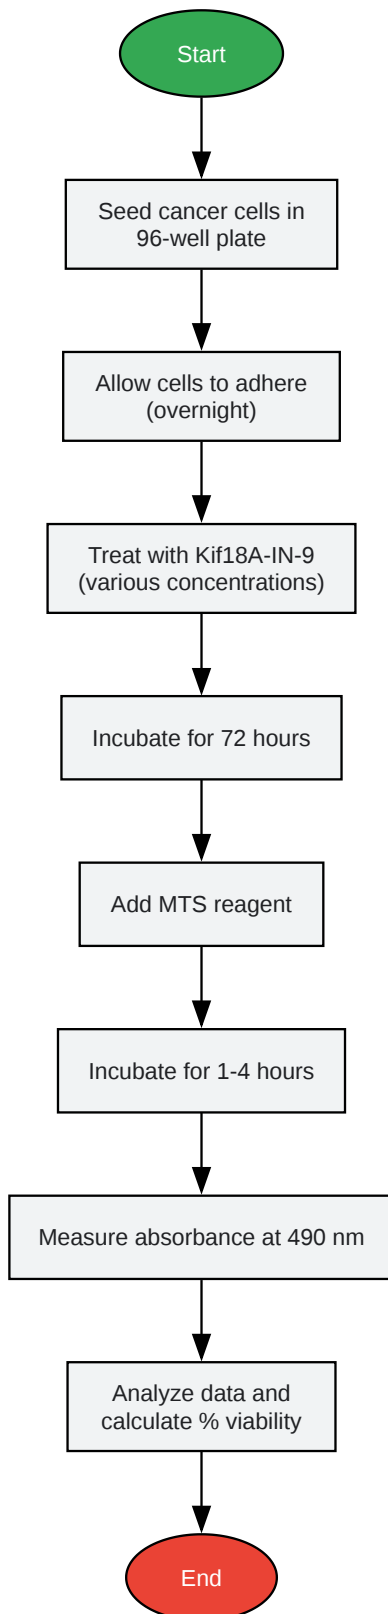 Start
Seed cancer cells in
96-well plate
Allow cells to adhere
(overnight)
Treat with Kif18A-IN-9
(various concentrations)
Incubate for 72 hours
Add MTS reagent
Incubate for 1-4 hours
Measure absorbance at 490 nm
Analyze data and
calculate % viability
End